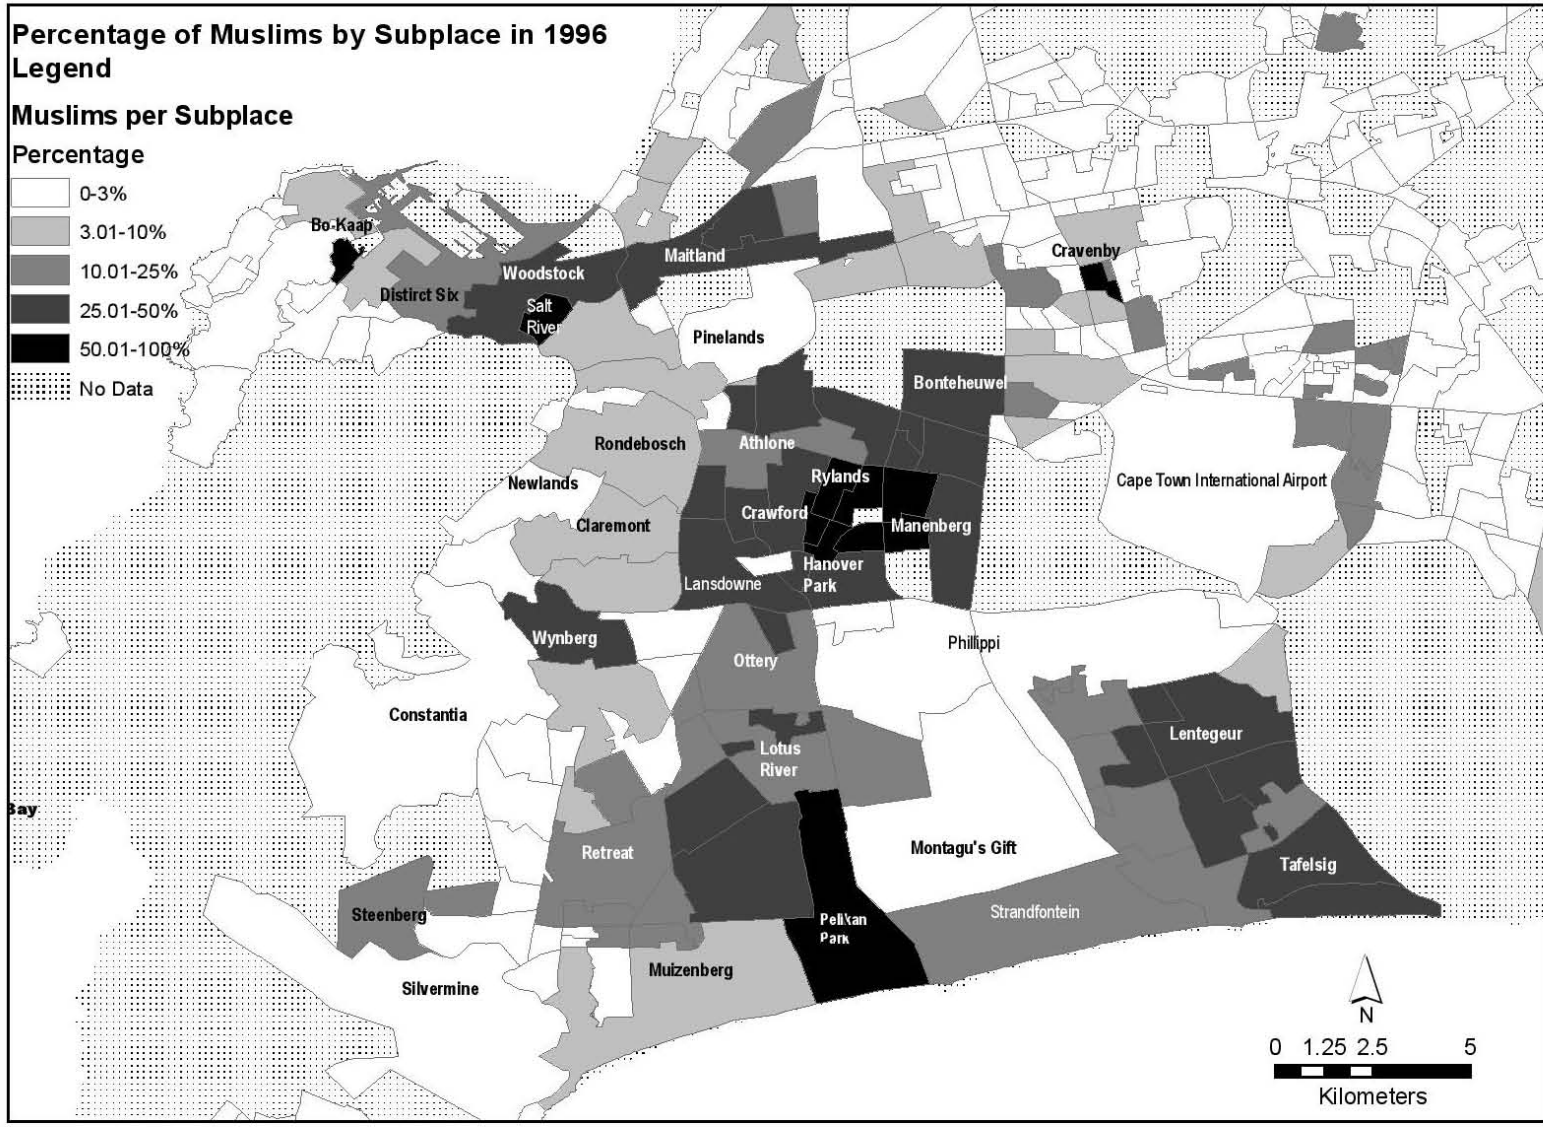 Percentage of Muslims by Subplace in 1996
Legend
Muslims per Subplace
Percentage
0-3%
3.01-10%
10.01-25%
25.01-50%
50.01-100%
No Data
Bo-Kaap
Distirct Six
Woodstock
Salt
River
Maitland
Cravenby
Pinelands
Bonteheuwel
Rondebosch
Athlone
Rylands
Newlands
Cape Town International Airport
Claremont
Crawford
Manenberg
Hanover
Park
Lansdowne
Wynberg
Phillippi
Ottery
Constantia
Lentegeur
Lotus
River
Bay
Retreat
Montagu's Gift
Tafelsig
Steenberg
Pelikan
Park
Strandfontein
Muizenberg
Silvermine
N
0 1.25 2.5 5
Kilometers